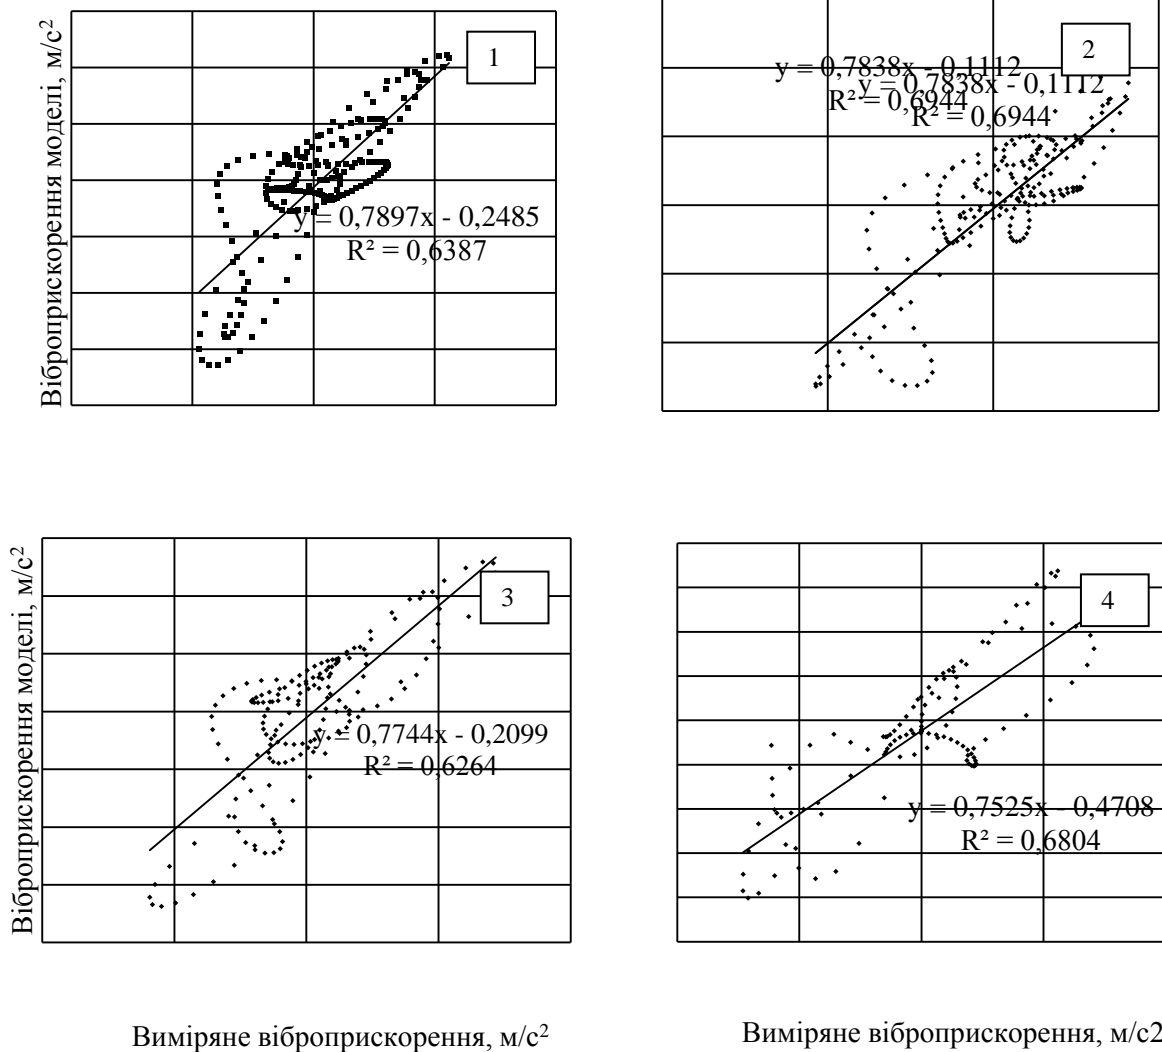 Віброприскорення моделі, м/с²
1
y = 0,7897x - 0,2485
R² = 0,6387
2
y = 0,7838x - 0,1112
R² = 0,6944
y = 0,7838x - 0,1112
R² = 0,6944
Віброприскорення моделі, м/с²
3
y = 0,7744x - 0,2099
R² = 0,6264
4
y = 0,7525x - 0,4708
R² = 0,6804
Виміряне віброприскорення, м/с²
Виміряне віброприскорення, м/с2